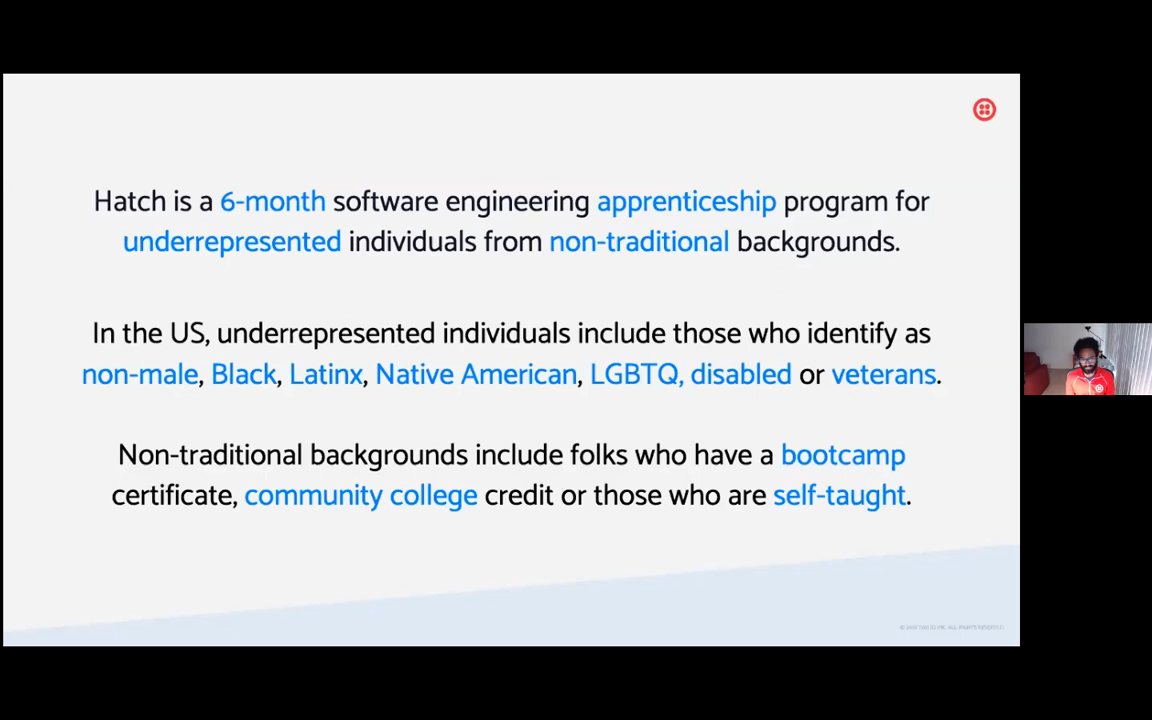 Hatch is a 6-month software engineering apprenticeship program for
underrepresented individuals from non-traditional backgrounds.
In the US, underrepresented individuals include those who identify as
non-male, Black, Latinx, Native American, LGBTQ, disabled or veterans.
Non-traditional backgrounds include folks who have a bootcamp
certificate, community college credit or those who are self-taught.